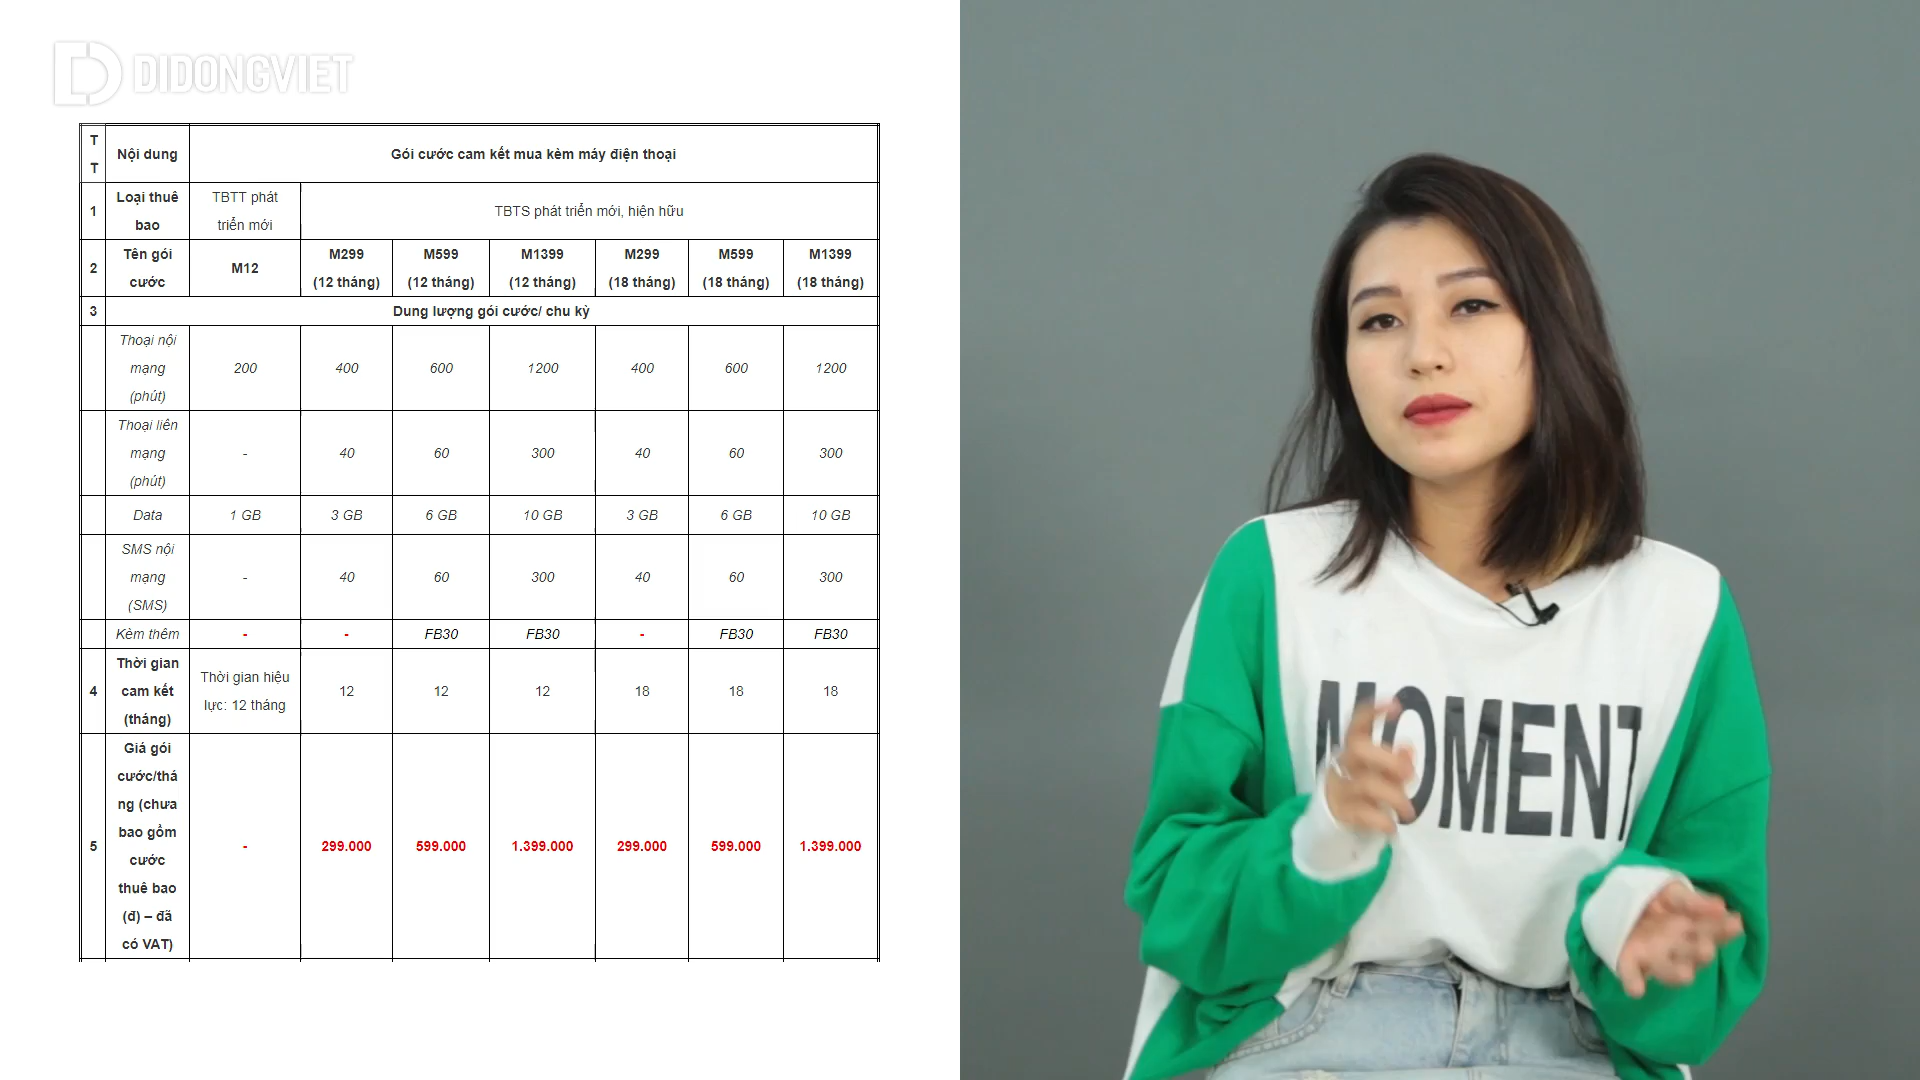 DIDONGVIET
T
T
Nội dung
Gói cước cam kết mua kèm máy điện thoại
1
Loại thuê
bao
TBTT phát
triển mới
TBTS phát triển mới, hiện hữu
2
Tên gói
cước
M12
M299
(12 tháng)
M599
(12 tháng)
M1399
(12 tháng)
M299
(18 tháng)
M599
(18 tháng)
M1399
(18 tháng)
3
Dung lượng gói cước/ chu kỳ
Thoại nội
mạng
(phút)
200
400
600
1200
400
600
1200
Thoại liên
mạng
(phút)
-
40
60
300
40
60
300
Data
1 GB
3 GB
6 GB
10 GB
3 GB
6 GB
10 GB
SMS nội
mạng
(SMS)
-
40
60
300
40
60
300
Kèm thêm
-
-
FB30
FB30
-
FB30
FB30
4
Thời gian
cam kết
(tháng)
Thời gian hiệu
lực: 12 tháng
12
12
12
18
18
18
5
Giá gói
cước/thá
ng (chưa
bao gồm
cước
thuê bao
(đ) – đã
có VAT)
-
299.000
599.000
1.399.000
299.000
599.000
1.399.000
MOMENT